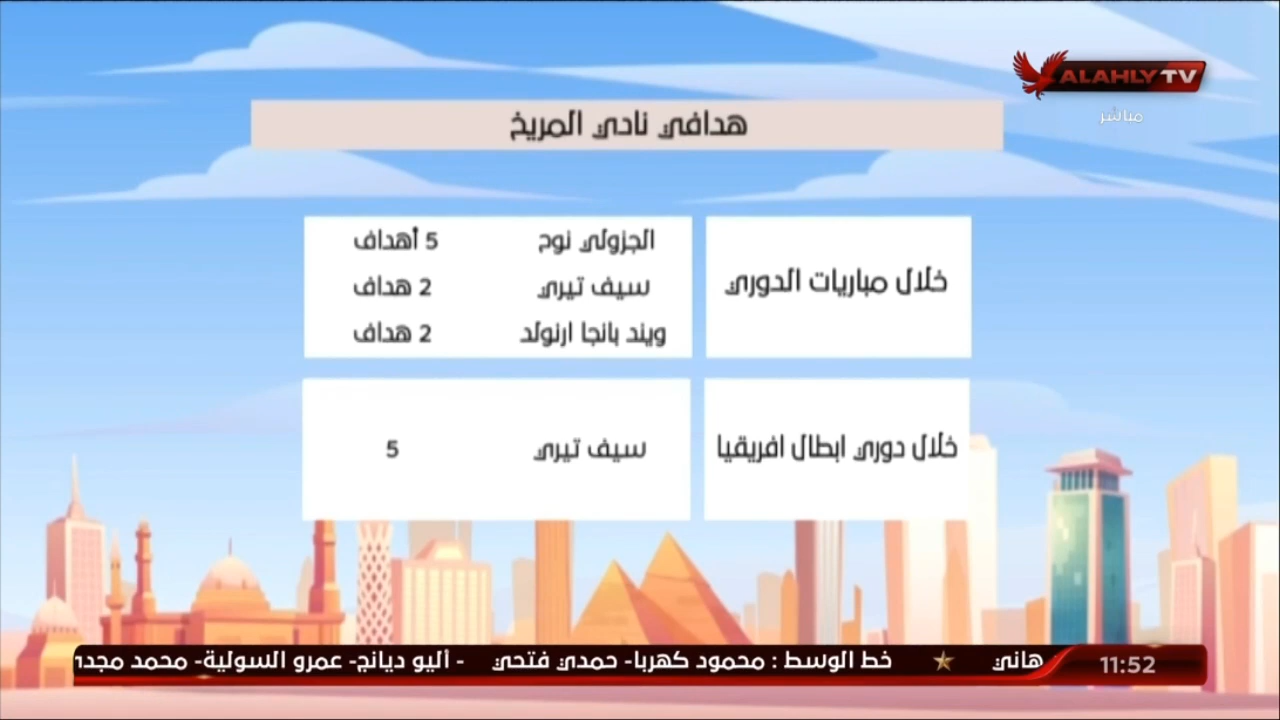 ALAHLY TV
مباشر
هدافي نادي المريخ
خلال مباريات الدوري
الجزولي نوح 5 أهداف
سيف تيري 2 هداف
ويند بانجا ارنولد 2 هداف
خلال دوري ابطال افريقيا
سيف تيري 5
11:52 هاني ★ خط الوسط : محمود كهربا- حمدي فتحي - أليو ديانج- عمرو السولية- محمد مجدي